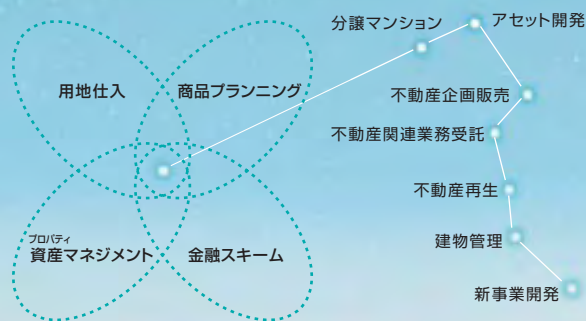 分譲マンション
アセット開発
用地仕入
商品プランニング
不動産企画販売
不動産関連業務受託
不動産再生
プロパティ
資産マネジメント
金融スキーム
建物管理
新事業開発